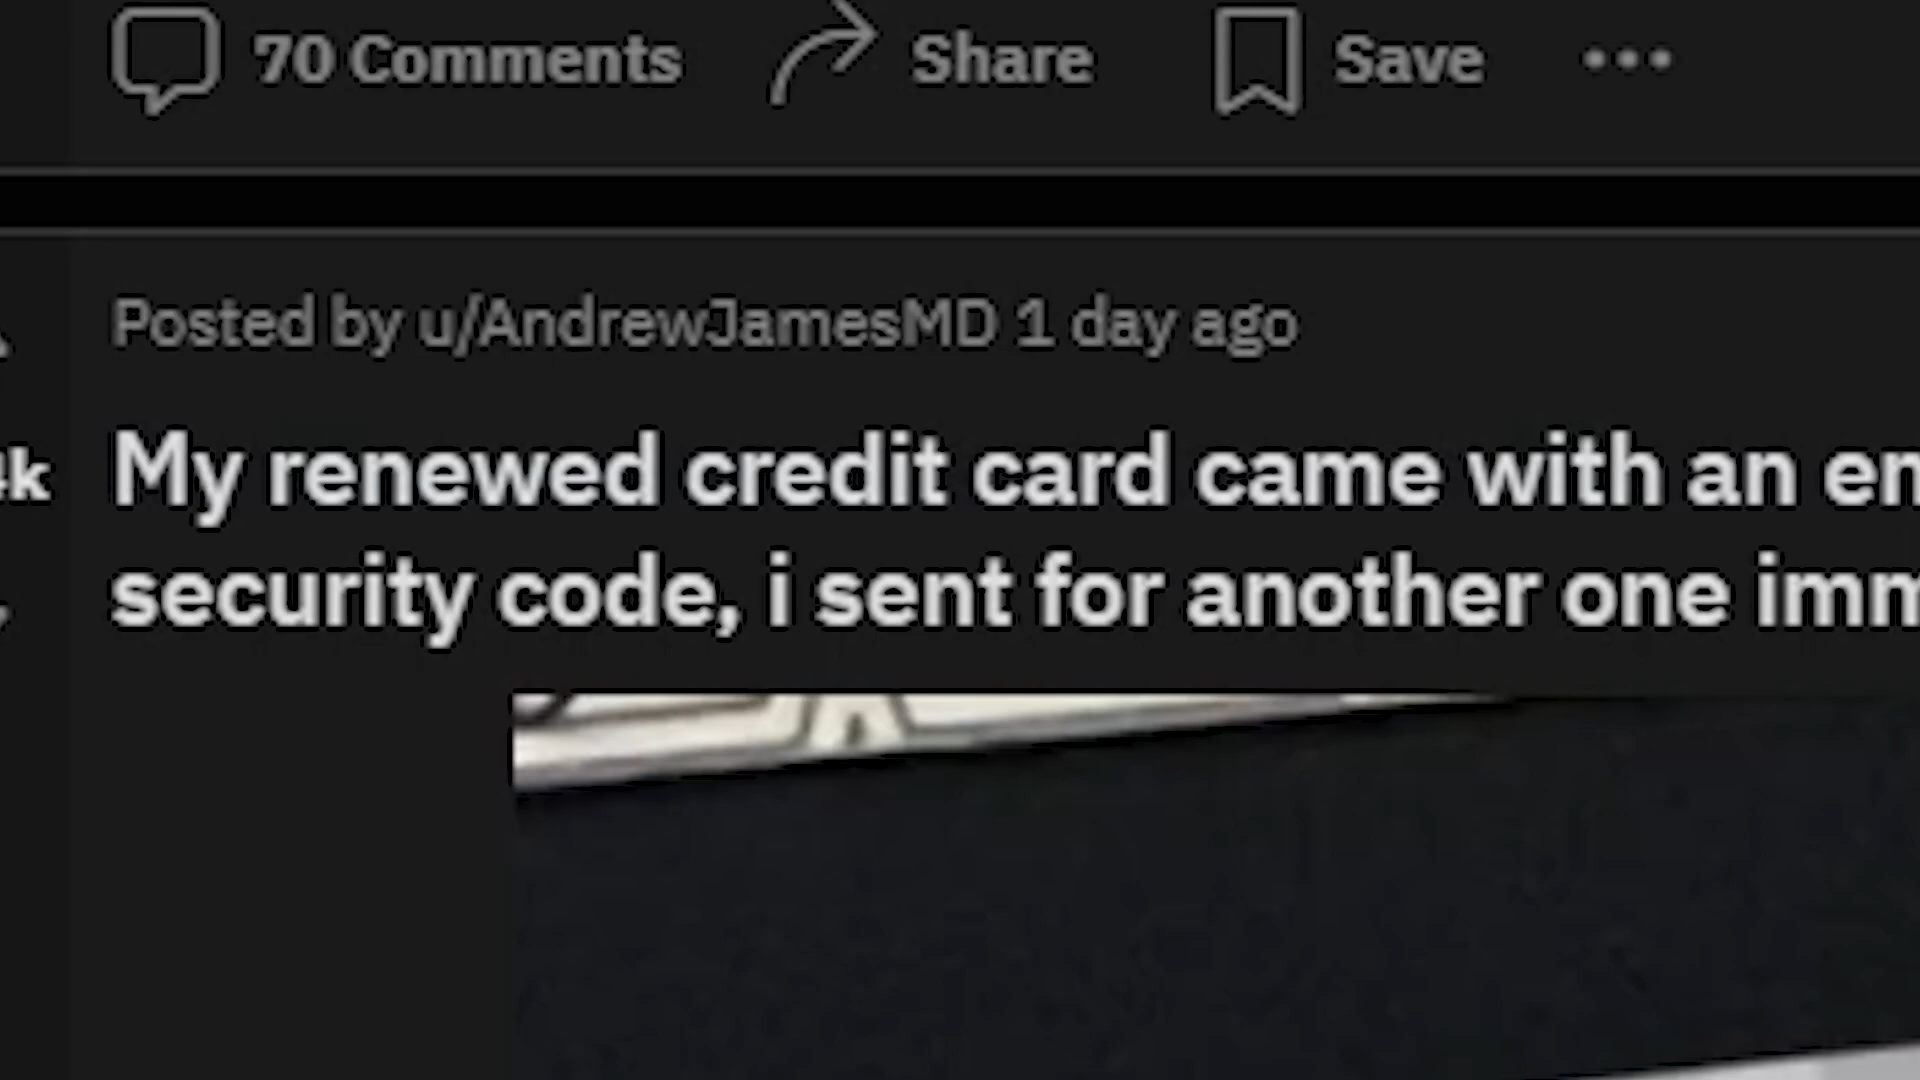 70 Comments Share Save
Posted by u/AndrewJamesMD 1 day ago
My renewed credit card came with an
security code, i sent for another one